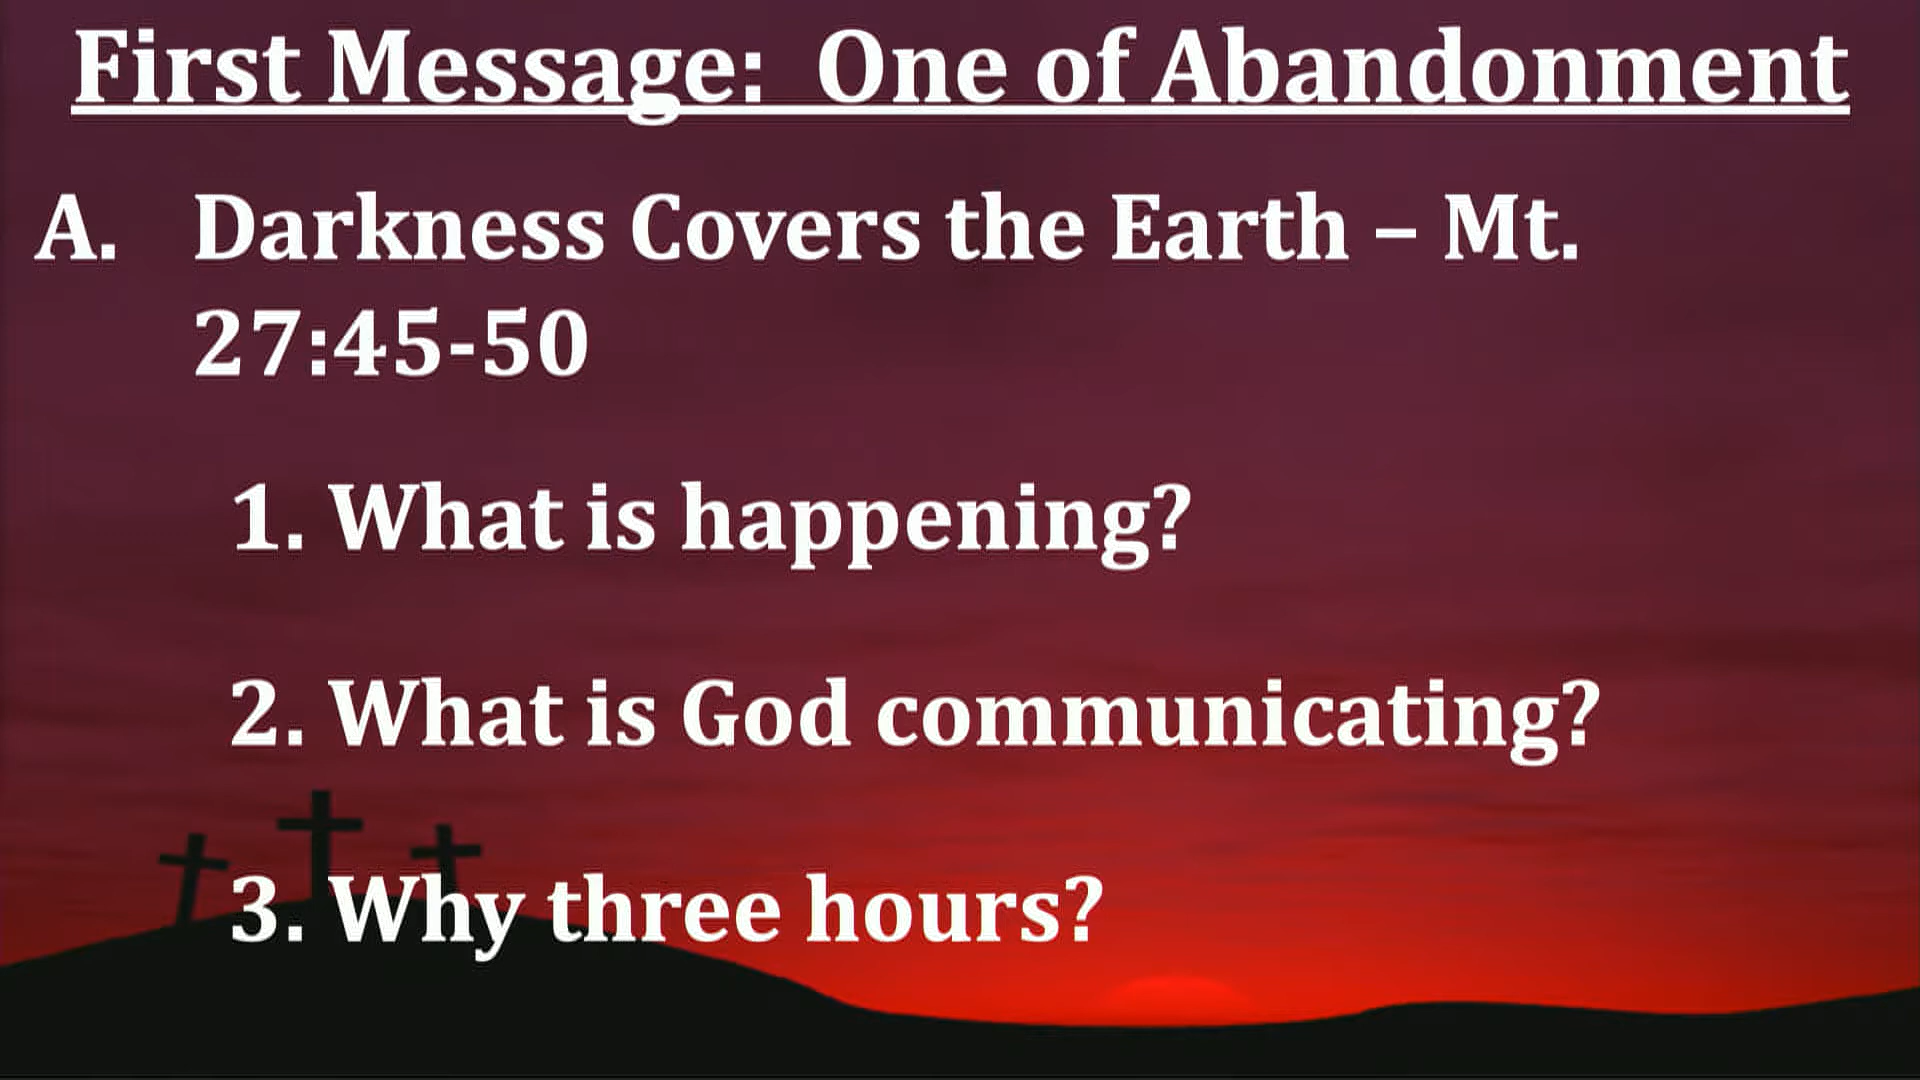 First Message:  One of Abandonment
A. Darkness Covers the Earth – Mt.
27:45-50
1. What is happening?
2. What is God communicating?
3. Why three hours?